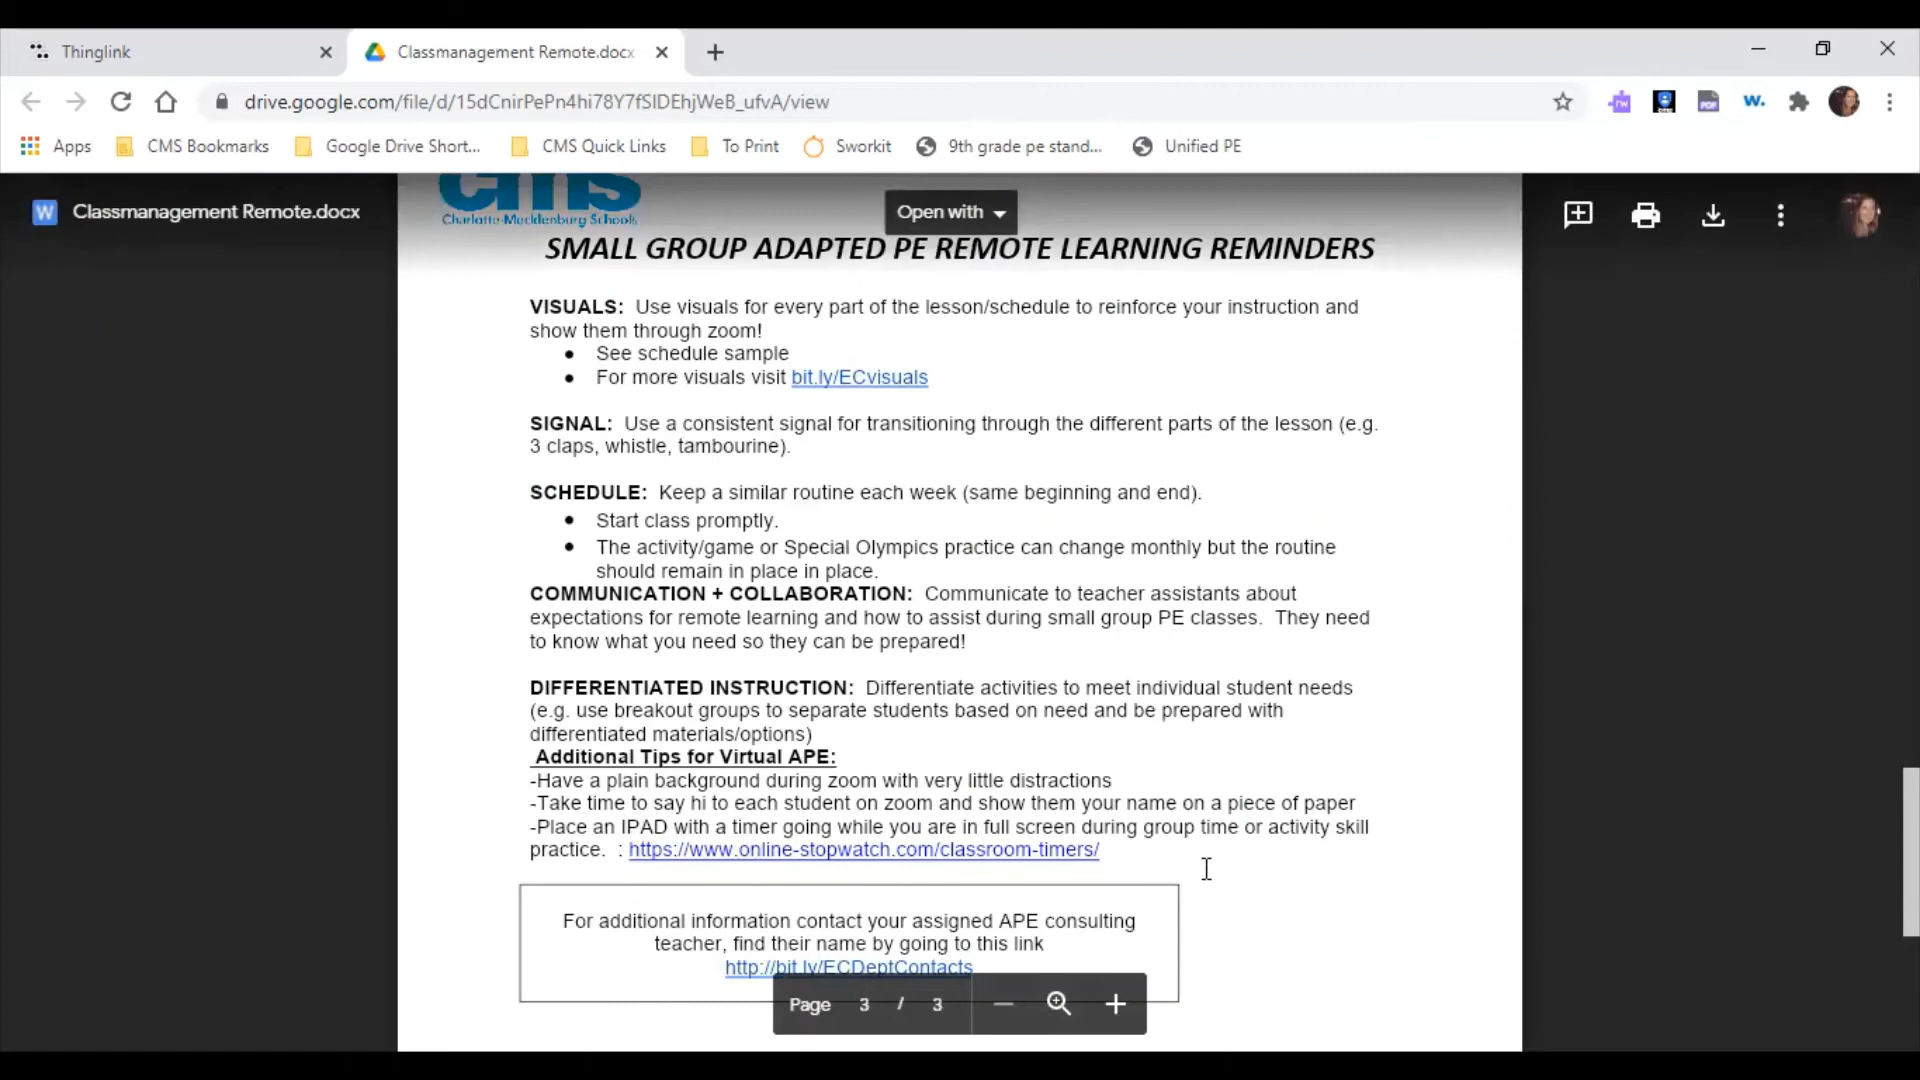 Thinglink
Classmanagement Remote.docx
drive.google.com/file/d/15dCnirPePn4hi78Y7fSlDEhjWeB_ufvA/view
Apps CMS Bookmarks Google Drive Short... CMS Quick Links To Print Sworkit 9th grade pe stand... Unified PE
W Classmanagement Remote.docx
Open with
cms
Charlotte-Mecklenburg Schools
SMALL GROUP ADAPTED PE REMOTE LEARNING REMINDERS
VISUALS: Use visuals for every part of the lesson/schedule to reinforce your instruction and
show them through zoom!
• See schedule sample
• For more visuals visit bit.ly/ECvisuals
SIGNAL: Use a consistent signal for transitioning through the different parts of the lesson (e.g.
3 claps, whistle, tambourine).
SCHEDULE: Keep a similar routine each week (same beginning and end).
• Start class promptly.
• The activity/game or Special Olympics practice can change monthly but the routine
should remain in place in place.
COMMUNICATION + COLLABORATION: Communicate to teacher assistants about
expectations for remote learning and how to assist during small group PE classes. They need
to know what you need so they can be prepared!
DIFFERENTIATED INSTRUCTION: Differentiate activities to meet individual student needs
(e.g. use breakout groups to separate students based on need and be prepared with
differentiated materials/options)
Additional Tips for Virtual APE:
-Have a plain background during zoom with very little distractions
-Take time to say hi to each student on zoom and show them your name on a piece of paper
-Place an IPAD with a timer going while you are in full screen during group time or activity skill
practice. : https://www.online-stopwatch.com/classroom-timers/
For additional information contact your assigned APE consulting
teacher, find their name by going to this link
http://bit.ly/ECDeptContacts
Page 3 / 3